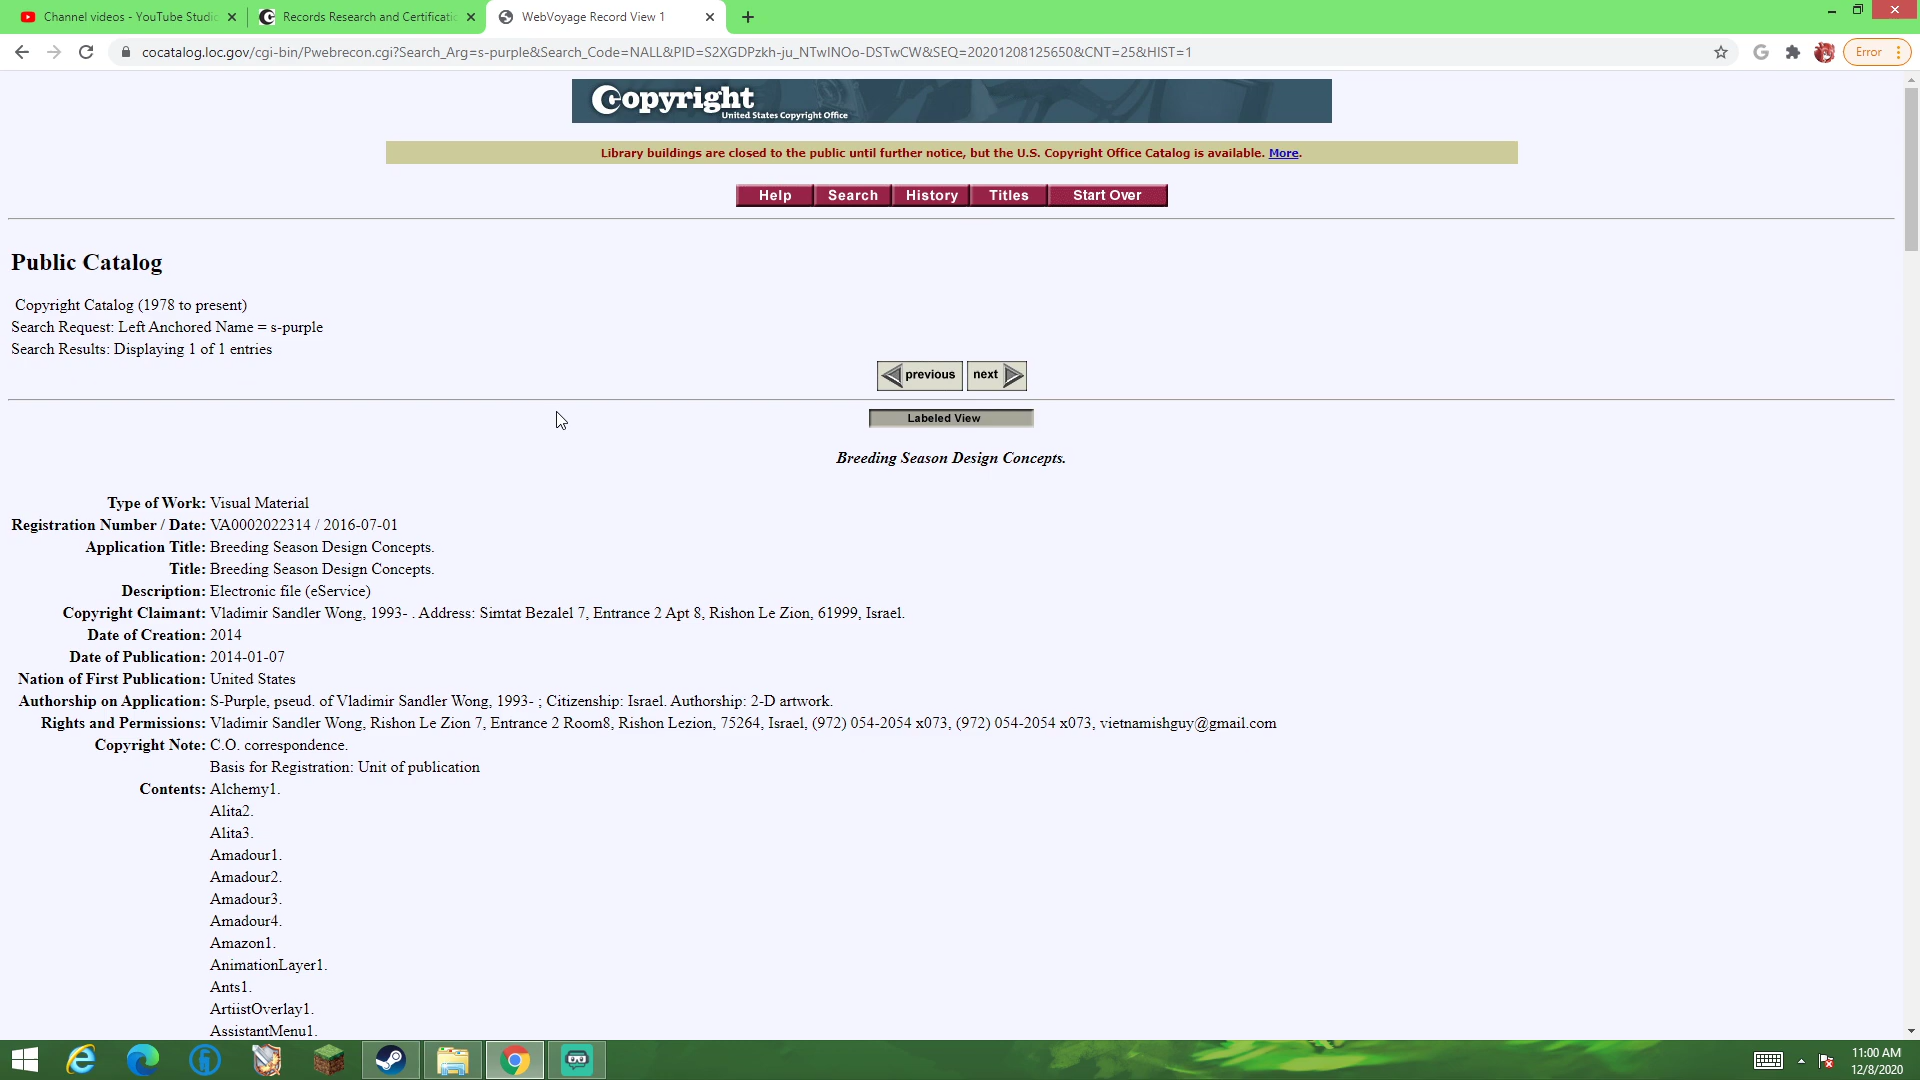 Channel videos - YouTube Studio
Records Research and Certificatio
WebVoyage Record View 1
cocatalog.loc.gov/cgi-bin/Pwebrecon.cgi?Search_Arg=s-purple&Search_Code=NALL&PID=S2XGDPzkh-ju_NTwINOo-DSTwCW&SEQ=20201208125650&CNT=25&HIST=1
Error
Copyright
United States Copyright Office
Library buildings are closed to the public until further notice, but the U.S. Copyright Office Catalog is available. More.
Help Search History Titles Start Over
Public Catalog
Copyright Catalog (1978 to present)
Search Request: Left Anchored Name = s-purple
Search Results: Displaying 1 of 1 entries
previous next
Labeled View
Breeding Season Design Concepts.
Type of Work: Visual Material
Registration Number / Date: VA0002022314 / 2016-07-01
Application Title: Breeding Season Design Concepts.
Title: Breeding Season Design Concepts.
Description: Electronic file (eService)
Copyright Claimant: Vladimir Sandler Wong, 1993- . Address: Simtat Bezalel 7, Entrance 2 Apt 8, Rishon Le Zion, 61999, Israel.
Date of Creation: 2014
Date of Publication: 2014-01-07
Nation of First Publication: United States
Authorship on Application: S-Purple, pseud. of Vladimir Sandler Wong, 1993- ; Citizenship: Israel. Authorship: 2-D artwork.
Rights and Permissions: Vladimir Sandler Wong, Rishon Le Zion 7, Entrance 2 Room8, Rishon Lezion, 75264, Israel, (972) 054-2054 x073, (972) 054-2054 x073, vietnamishguy@gmail.com
Copyright Note: C.O. correspondence.
Basis for Registration: Unit of publication
Contents: Alchemy1.
Alita2.
Alita3.
Amadour1.
Amadour2.
Amadour3.
Amadour4.
Amazon1.
AnimationLayer1.
Ants1.
ArtiistOverlay1.
AssistantMenu1.
11:00 AM
12/8/2020